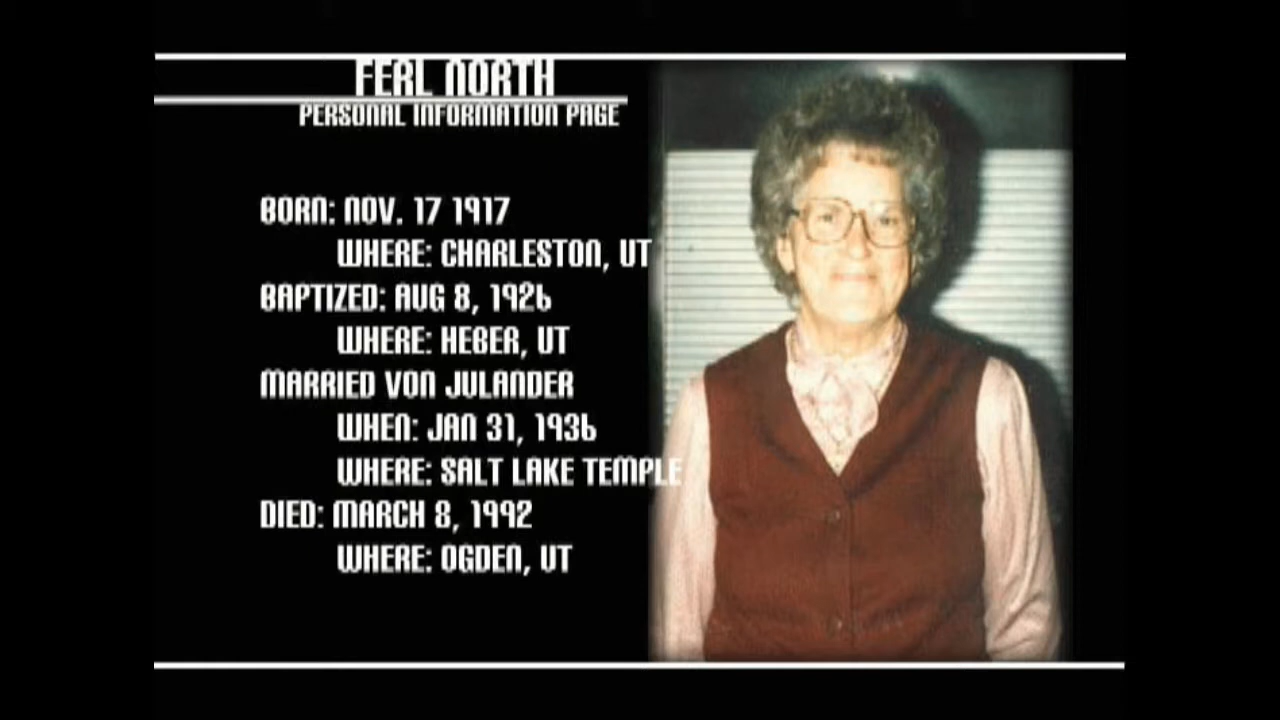 FERL NORTH
PERSONAL INFORMATION PAGE
BORN: NOV. 17 1917
WHERE: CHARLESTON, UT
BAPTIZED: AUG 8, 1926
WHERE: HEBER, UT
MARRIED VON JULANDER
WHEN: JAN 31, 1936
WHERE: SALT LAKE TEMPLE
DIED: MARCH 8, 1992
WHERE: OGDEN, UT